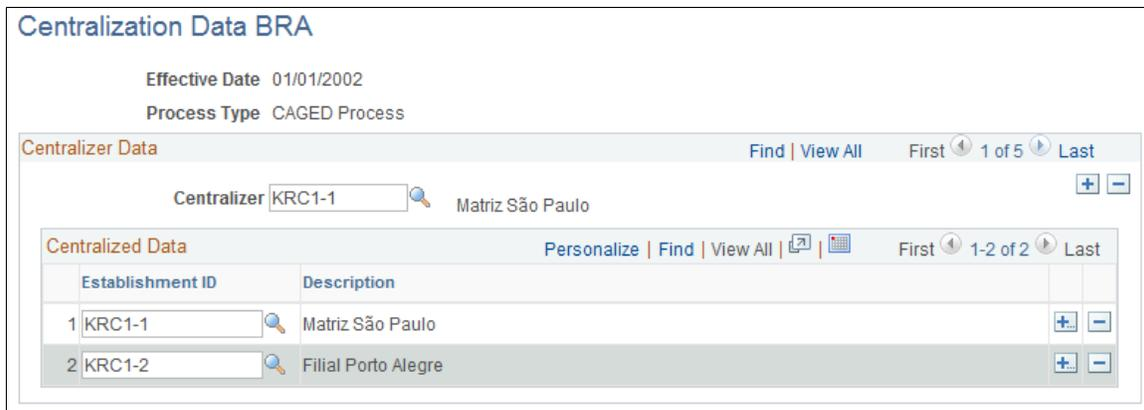 Centralization Data BRA
Effective Date 01/01/2002
Process Type CAGED Process
Centralizer Data Find | View All First 1 of 5 Last
Centralizer KRC1-1 Matriz São Paulo
Centralized Data Personalize | Find | View All | | First 1-2 of 2 Last
Establishment ID Description
1 KRC1-1 Matriz São Paulo
2 KRC1-2 Filial Porto Alegre